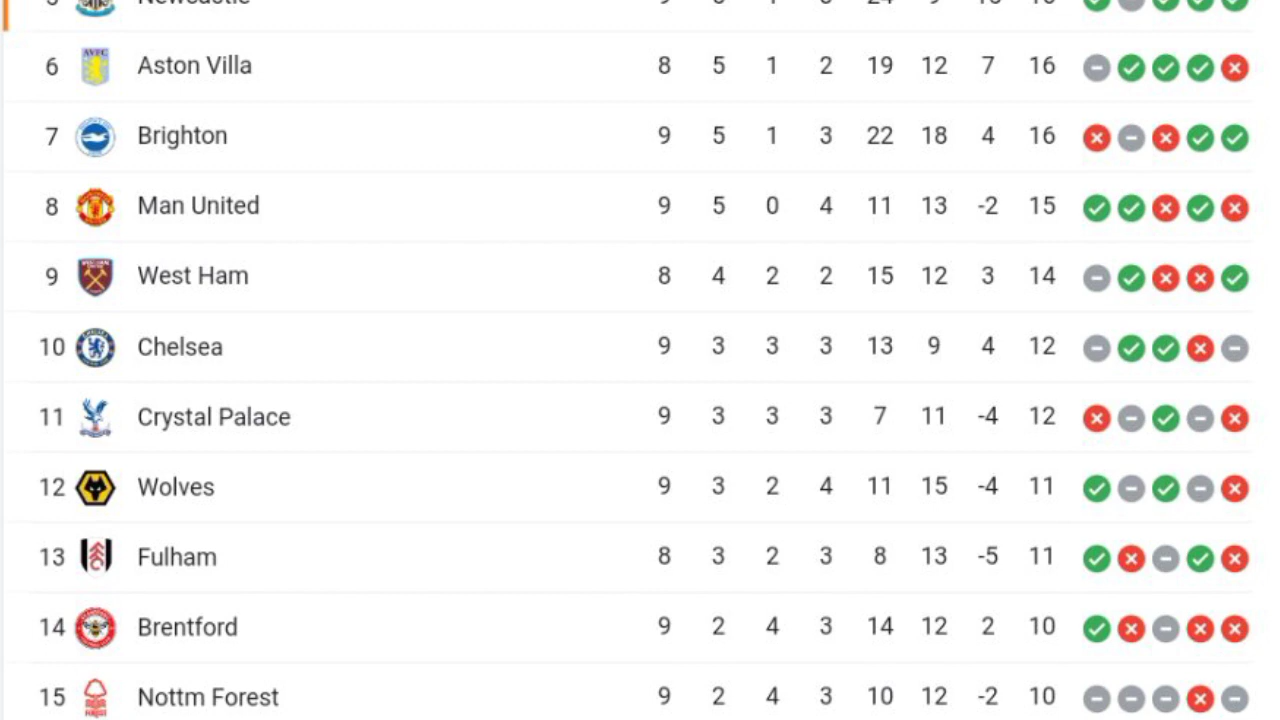 6 Aston Villa 8 5 1 2 19 12 7 16
7 Brighton 9 5 1 3 22 18 4 16
8 Man United 9 5 0 4 11 13 -2 15
9 West Ham 8 4 2 2 15 12 3 14
10 Chelsea 9 3 3 3 13 9 4 12
11 Crystal Palace 9 3 3 3 7 11 -4 12
12 Wolves 9 3 2 4 11 15 -4 11
13 Fulham 8 3 2 3 8 13 -5 11
14 Brentford 9 2 4 3 14 12 2 10
15 Nottm Forest 9 2 4 3 10 12 -2 10